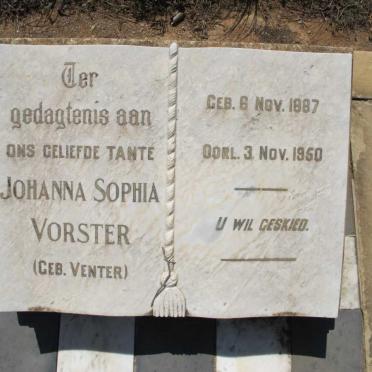 Ter
gedagtenis aan
ONS GELIEFDE TANTE
JOHANNA SOPHIA
VORSTER
(GEB. VENTER)
GEB. 6 NOV. 1887
OORL. 3 NOV. 1950
U WIL GESKIED.